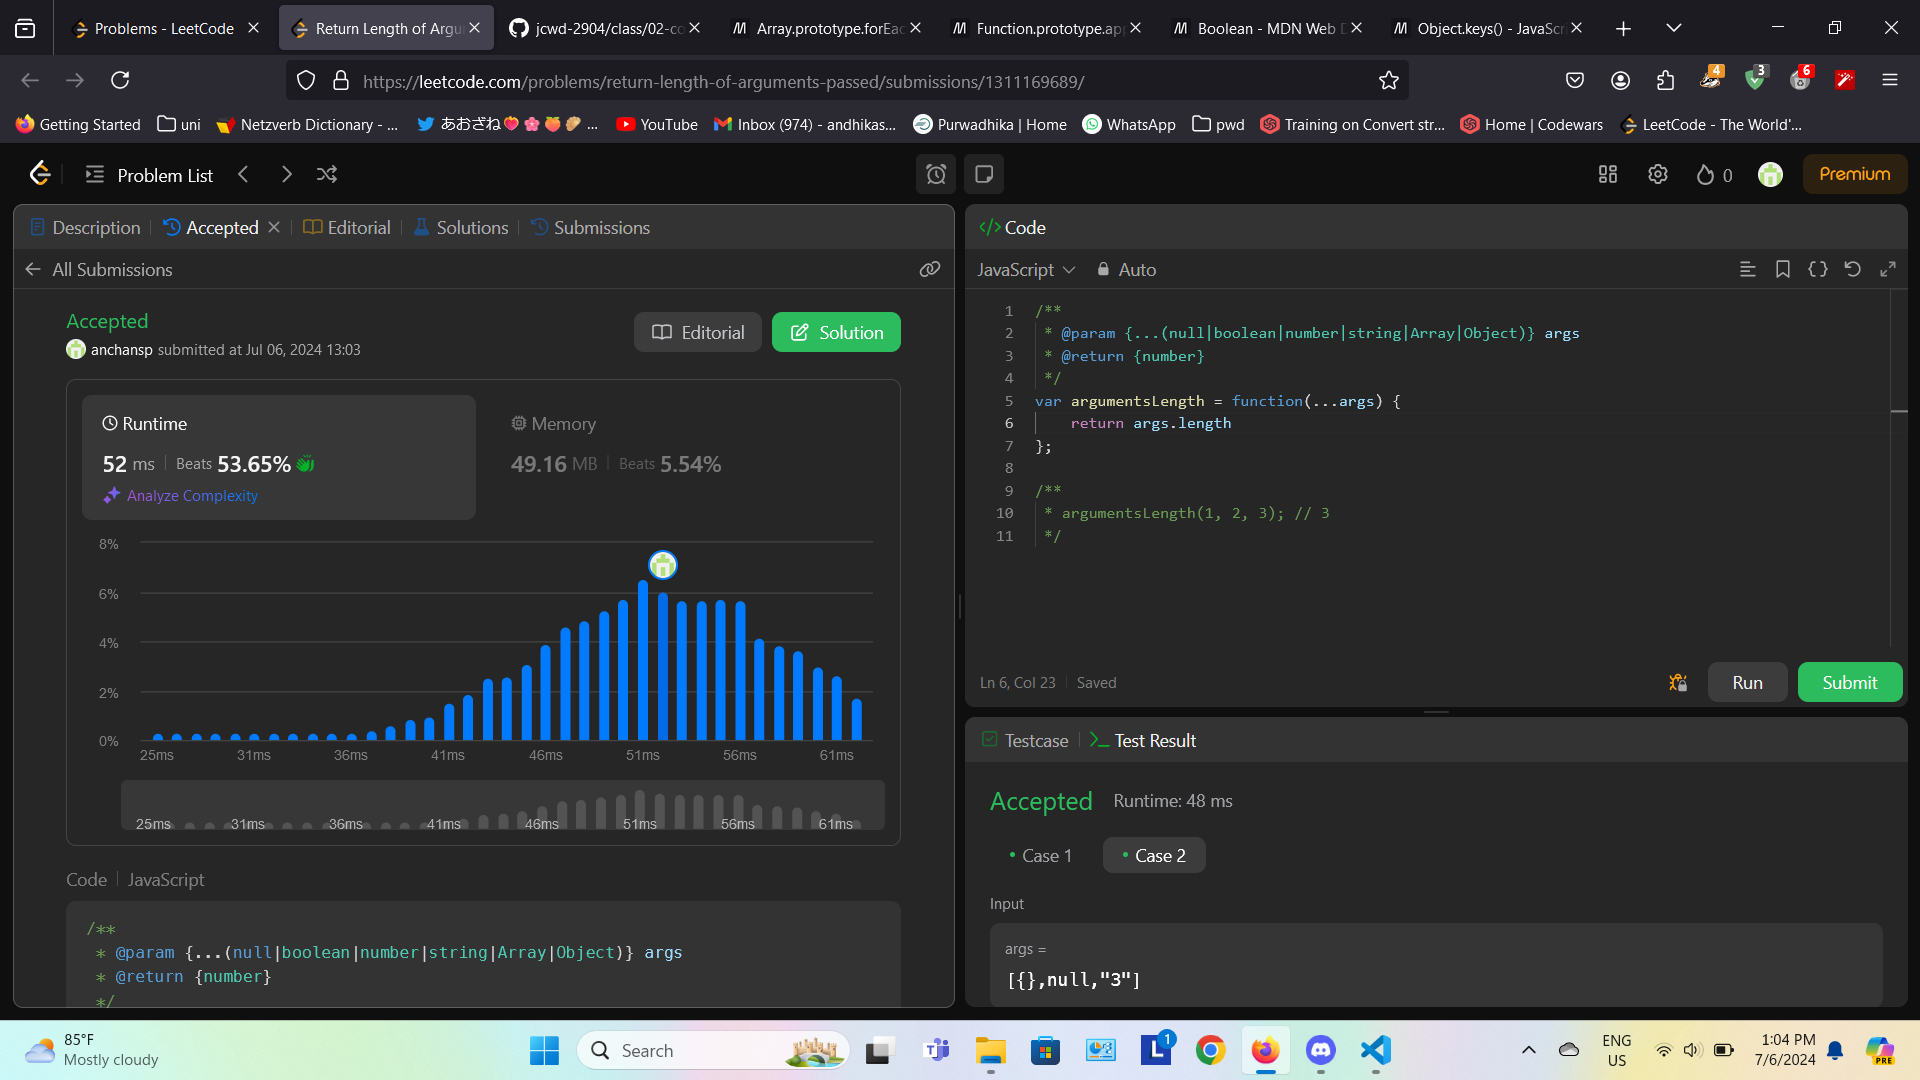 Problems - LeetCode
Return Length of Argu
jcwd-2904/class/02-co
Array.prototype.forEac
Function.prototype.ap
Boolean - MDN Web D
Object.keys() - JavaScri
https://leetcode.com/problems/return-length-of-arguments-passed/submissions/1311169689/
4
3
6
Getting Started
uni
Netzverb Dictionary - ...
あおざね💝🌸🍑🥠 ...
YouTube
Inbox (974) - andhikas...
Purwadhika | Home
WhatsApp
pwd
Training on Convert str...
Home | Codewars
LeetCode - The World'...
Problem List
0
Premium
Description
Accepted
Editorial
Solutions
Submissions
All Submissions
Accepted
anchansp submitted at Jul 06, 2024 13:03
Editorial
Solution
Runtime
52 ms | Beats 53.65%
Analyze Complexity
Memory
49.16 MB | Beats 5.54%
8%
6%
4%
2%
0%
25ms 31ms 36ms 41ms 46ms 51ms 56ms 61ms
25ms 31ms 36ms 41ms 46ms 51ms 56ms 61ms
Code | JavaScript
/**
 * @param {...(null|boolean|number|string|Array|Object)} args
 * @return {number}
 */
Code
JavaScript
Auto
1 /**
2  * @param {...(null|boolean|number|string|Array|Object)} args
3  * @return {number}
4  */
5 var argumentsLength = function(...args) {
6     return args.length
7 };
8
9 /**
10  * argumentsLength(1, 2, 3); // 3
11  */
Ln 6, Col 23 | Saved
Run
Submit
Testcase
Test Result
Accepted Runtime: 48 ms
• Case 1
• Case 2
Input
args =
[{},null,"3"]
85°F
Mostly cloudy
Search
1
ENG
US
1:04 PM
7/6/2024
PRE